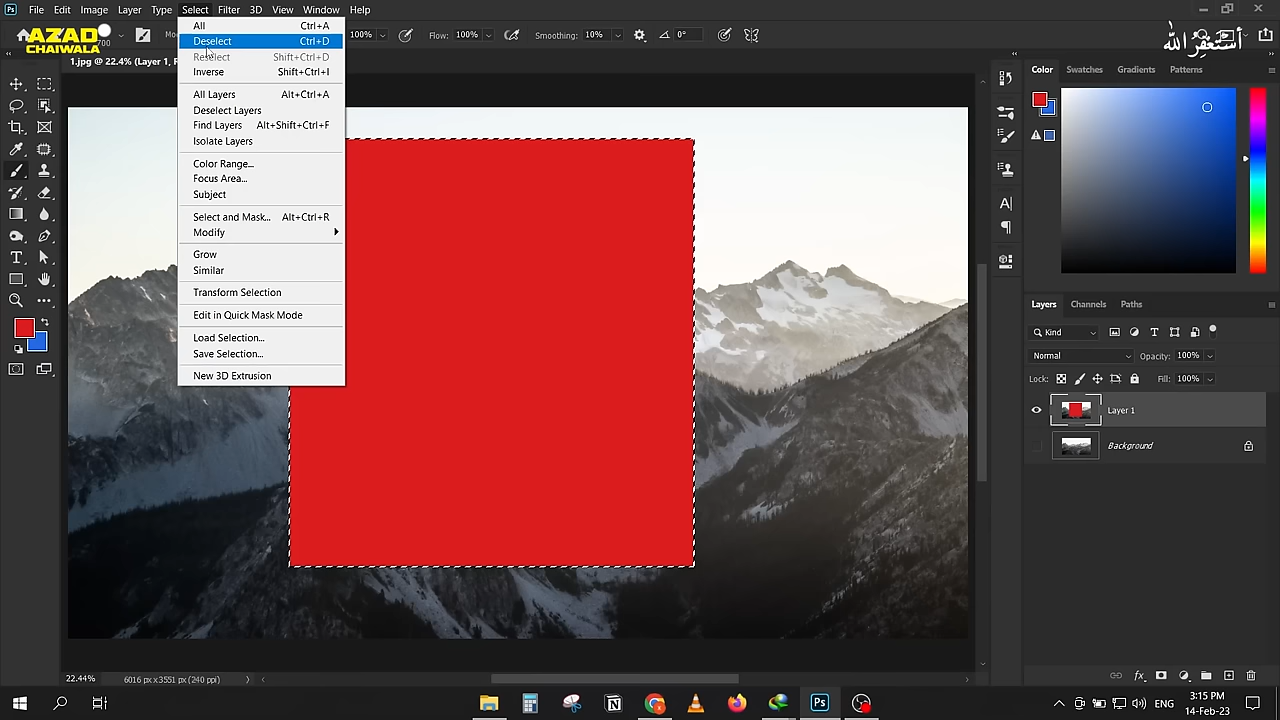 Ps File Edit Image Layer Type Select Filter 3D View Window Help
AZAD
CHAIWALA
أستغفر الله
700 100% Flow: 100% Smoothing: 10% 0°
1.jpg @ 22.4% (Layer 1, R
All Ctrl+A
Deselect Ctrl+D
Reselect Shift+Ctrl+D
Inverse Shift+Ctrl+I
All Layers Alt+Ctrl+A
Deselect Layers
Find Layers Alt+Shift+Ctrl+F
Isolate Layers
Color Range...
Focus Area...
Subject
Select and Mask... Alt+Ctrl+R
Modify
Grow
Similar
Transform Selection
Edit in Quick Mask Mode
Load Selection...
Save Selection...
New 3D Extrusion
Color Swatches Gradients Patterns
Layers Channels Paths
Kind
Normal Opacity: 100%
Lock: Fill: 100%
Layer 1
Background
22.44% 6016 px x 3551 px (240 ppi)
Ps ENG 3:15 PM
14-Feb-23